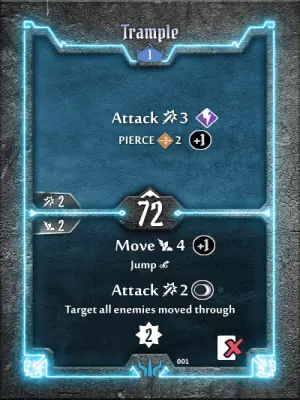 Trample
1
Attack 3
PIERCE 2 +1
2
72
2
Move 4 +1
Jump
Attack 2
Target all enemies moved through
2
001